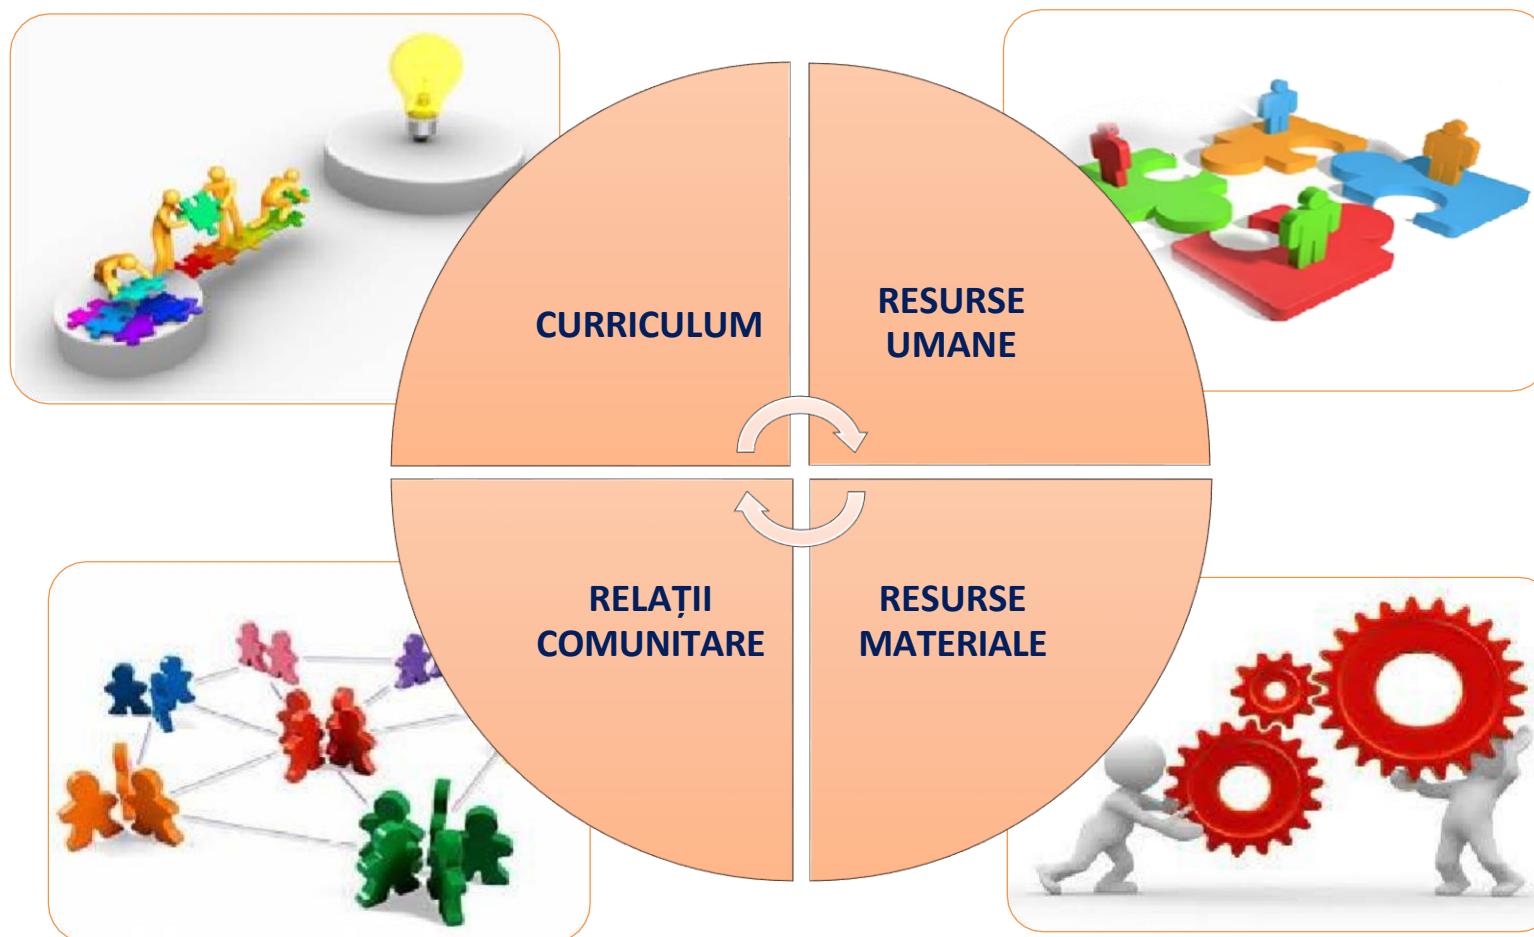 CURRICULUM
RESURSE
UMANE
RELAȚII
COMUNITARE
RESURSE
MATERIALE